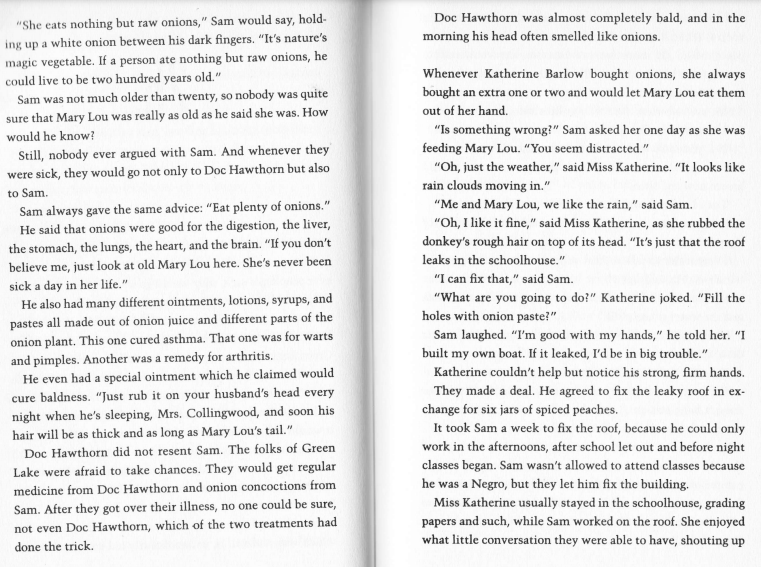 "She eats nothing but raw onions," Sam would say, hold-
ing up a white onion between his dark fingers. "It's nature's
magic vegetable. If a person ate nothing but raw onions, he
could live to be two hundred years old."
Sam was not much older than twenty, so nobody was quite
sure that Mary Lou was really as old as he said she was. How
would he know?
Still, nobody ever argued with Sam. And whenever they
were sick, they would go not only to Doc Hawthorn but also
to Sam.
Sam always gave the same advice: "Eat plenty of onions."
He said that onions were good for the digestion, the liver,
the stomach, the lungs, the heart, and the brain. "If you don't
believe me, just look at old Mary Lou here. She's never been
sick a day in her life."
He also had many different ointments, lotions, syrups, and
pastes all made out of onion juice and different parts of the
onion plant. This one cured asthma. That one was for warts
and pimples. Another was a remedy for arthritis.
He even had a special ointment which he claimed would
cure baldness. "Just rub it on your husband's head every
night when he's sleeping, Mrs. Collingwood, and soon his
hair will be as thick and as long as Mary Lou's tail."
Doc Hawthorn did not resent Sam. The folks of Green
Lake were afraid to take chances. They would get regular
medicine from Doc Hawthorn and onion concoctions from
Sam. After they got over their illness, no one could be sure,
not even Doc Hawthorn, which of the two treatments had
done the trick.
Doc Hawthorn was almost completely bald, and in the
morning his head often smelled like onions.
Whenever Katherine Barlow bought onions, she always
bought an extra one or two and would let Mary Lou eat them
out of her hand.
"Is something wrong?" Sam asked her one day as she was
feeding Mary Lou. "You seem distracted."
"Oh, just the weather," said Miss Katherine. "It looks like
rain clouds moving in."
"Me and Mary Lou, we like the rain," said Sam.
"Oh, I like it fine," said Miss Katherine, as she rubbed the
donkey's rough hair on top of its head. "It's just that the roof
leaks in the schoolhouse."
"I can fix that," said Sam.
"What are you going to do?" Katherine joked. "Fill the
holes with onion paste?"
Sam laughed. "I'm good with my hands," he told her. "I
built my own boat. If it leaked, I'd be in big trouble."
Katherine couldn't help but notice his strong, firm hands.
They made a deal. He agreed to fix the leaky roof in ex-
change for six jars of spiced peaches.
It took Sam a week to fix the roof, because he could only
work in the afternoons, after school let out and before night
classes began. Sam wasn't allowed to attend classes because
he was a Negro, but they let him fix the building.
Miss Katherine usually stayed in the schoolhouse, grading
papers and such, while Sam worked on the roof. She enjoyed
what little conversation they were able to have, shouting up